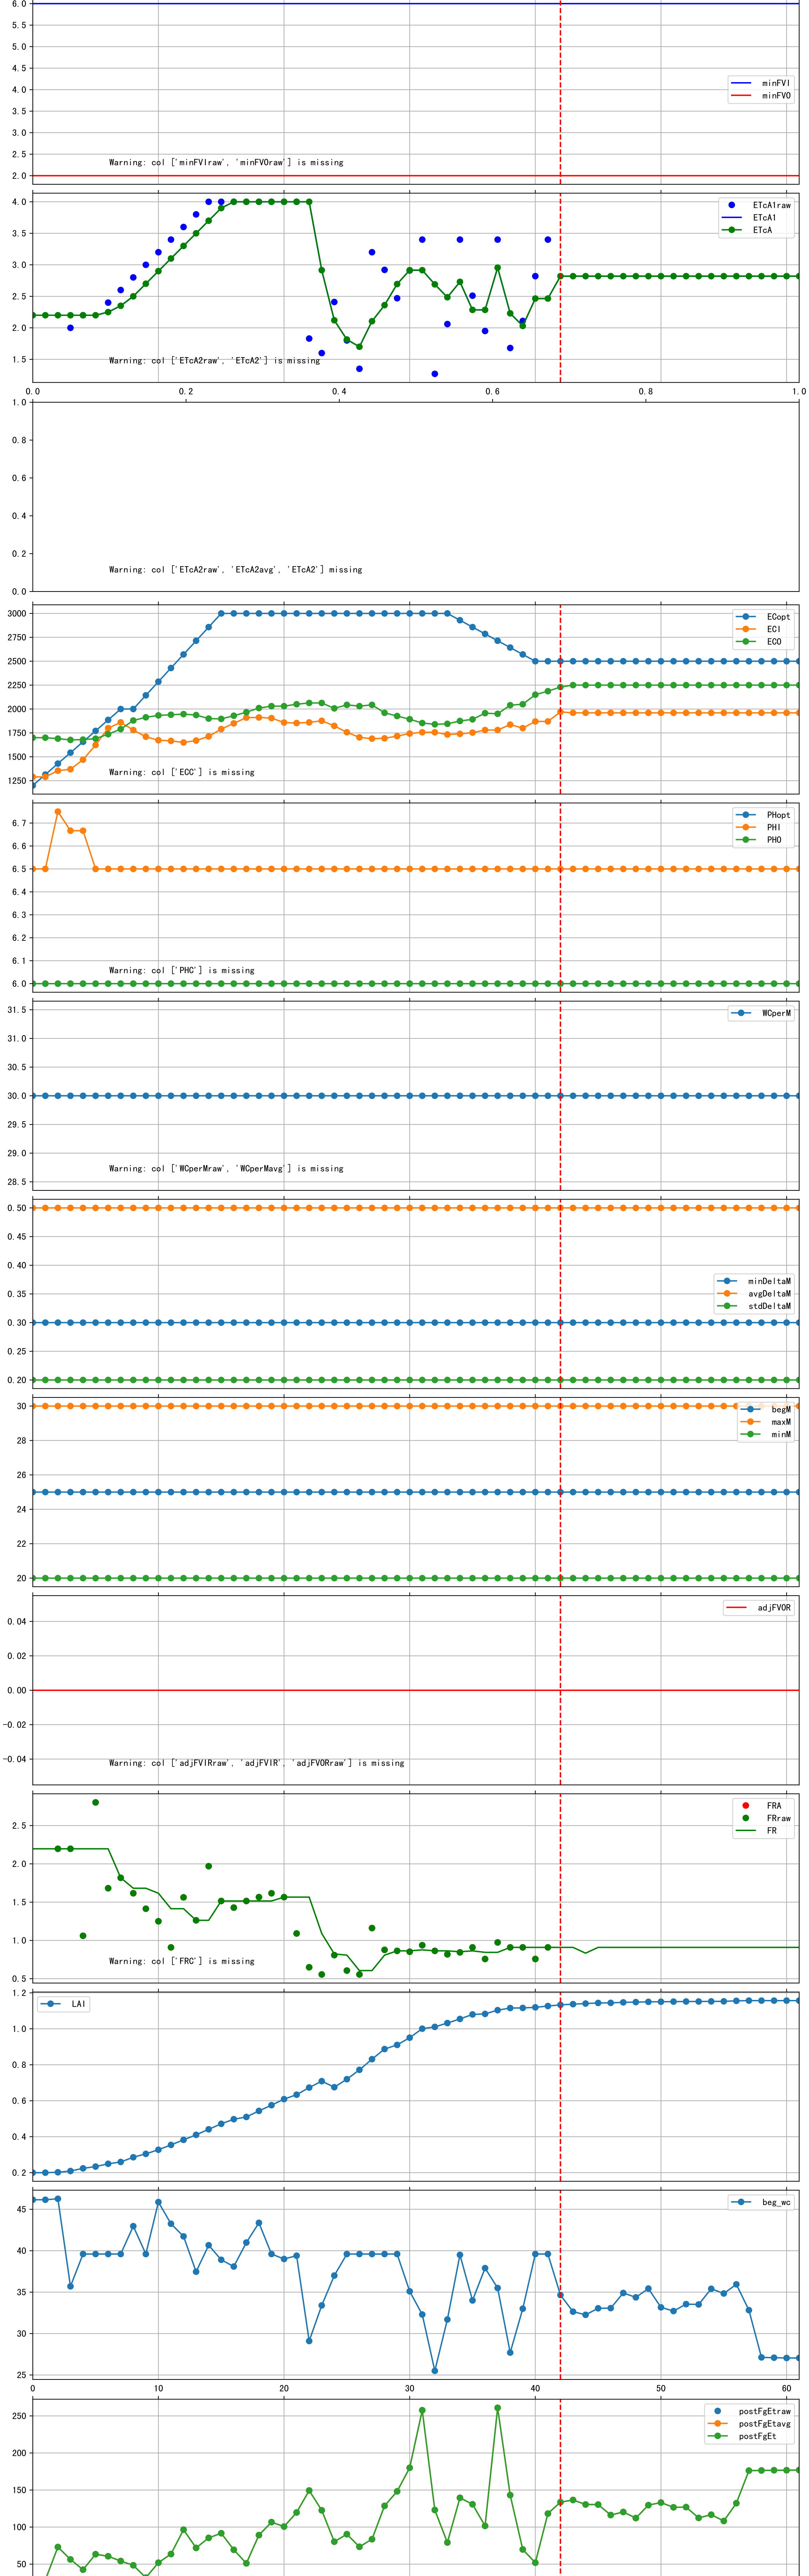 6.0
5.5
5.0
4.5
4.0
3.5
3.0
2.5
2.0
minFVI
minFVO
Warning: col ['minFVIraw', 'minFVOraw'] is missing
4.0
3.5
3.0
2.5
2.0
1.5
ETcA1raw
ETcA1
ETcA
Warning: col ['ETcA2raw', 'ETcA2'] is missing
0.0 0.2 0.4 0.6 0.8 1.0
1.0
0.8
0.6
0.4
0.2
0.0
Warning: col ['ETcA2raw', 'ETcA2avg', 'ETcA2'] missing
3000
2750
2500
2250
2000
1750
1500
1250
ECopt
ECI
ECO
Warning: col ['ECC'] is missing
6.7
6.6
6.5
6.4
6.3
6.2
6.1
6.0
PHopt
PHI
PHO
Warning: col ['PHC'] is missing
31.5
31.0
30.5
30.0
29.5
29.0
28.5
WCperM
Warning: col ['WCperMraw', 'WCperMavg'] is missing
0.50
0.45
0.40
0.35
0.30
0.25
0.20
minDeltaM
avgDeltaM
stdDeltaM
30
28
26
24
22
20
begM
maxM
minM
0.04
0.02
0.00
−0.02
−0.04
adjFVOR
Warning: col ['adjFVIRraw', 'adjFVIR', 'adjFVORraw'] is missing
2.5
2.0
1.5
1.0
0.5
FRA
FRraw
FR
Warning: col ['FRC'] is missing
1.2
1.0
0.8
0.6
0.4
0.2
LAI
45
40
35
30
25
beg_wc
0 10 20 30 40 50 60
250
200
150
100
50
postFgEtraw
postFgEtavg
postFgEt